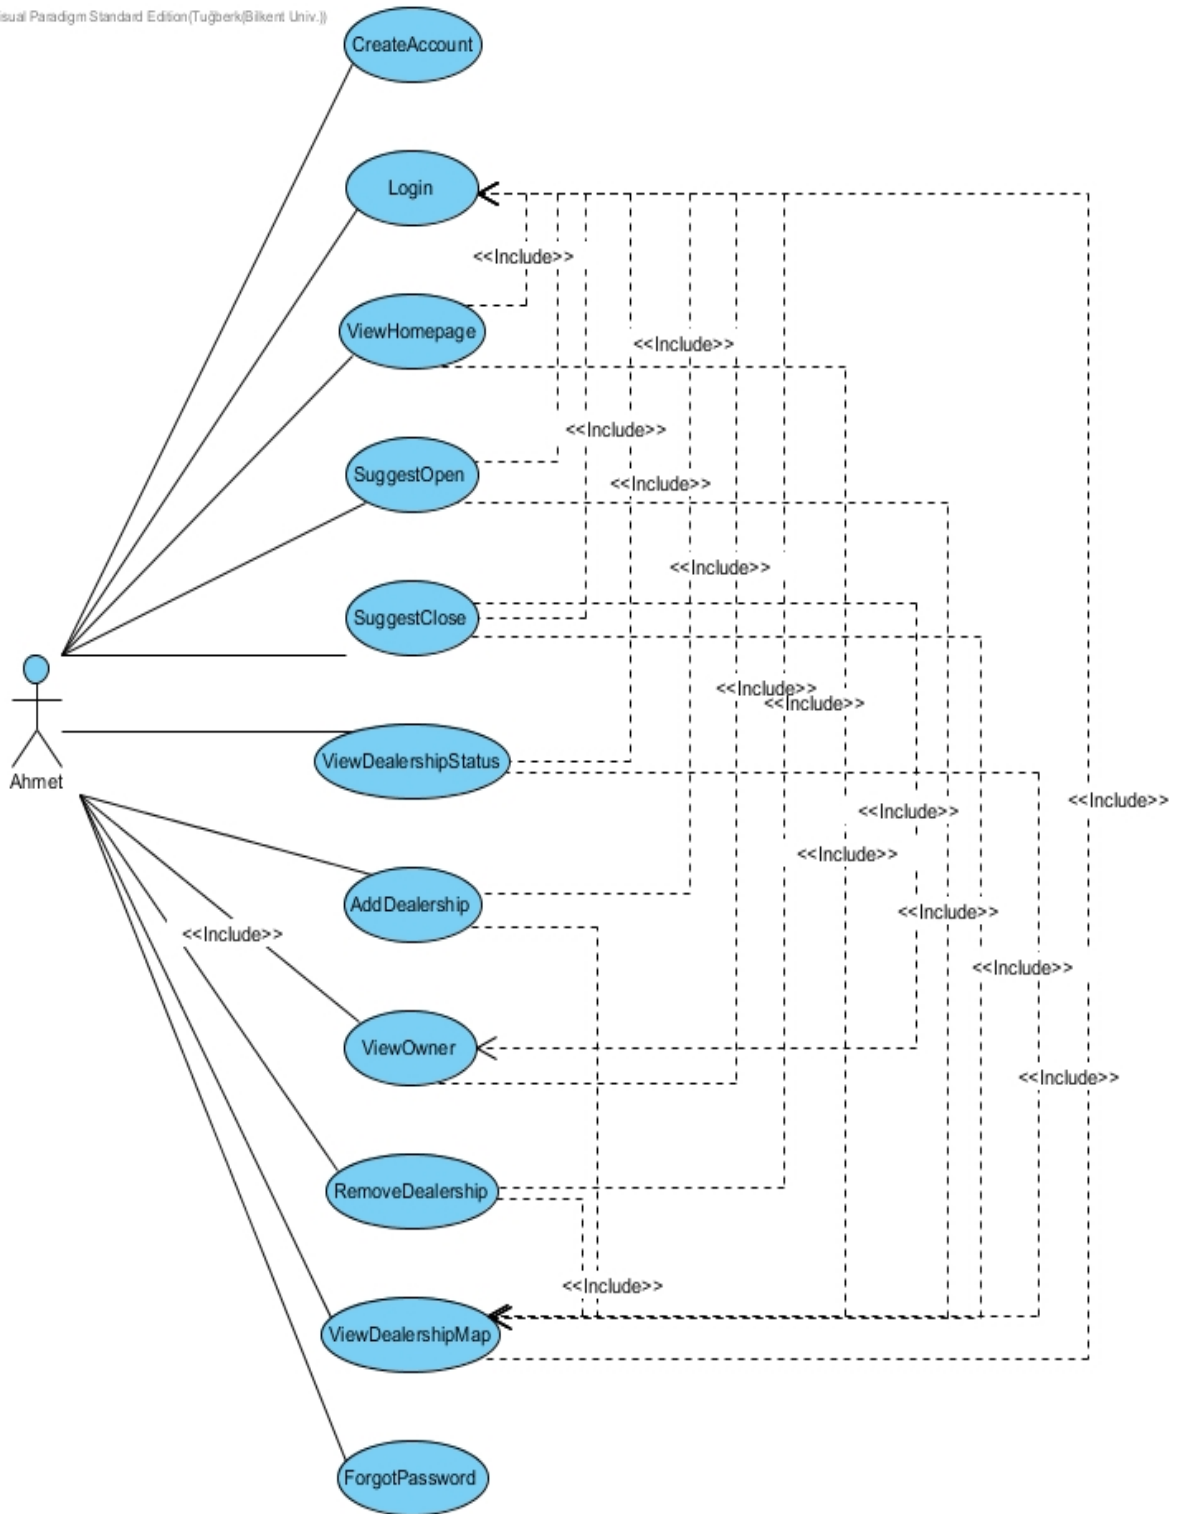 isual Paradigm Standard Edition(Tuğberk(Bilkent Univ.))
CreateAccount
Login
<<Include>>
ViewHomepage
<<Include>>
<<Include>>
SuggestOpen
<<Include>>
<<Include>>
SuggestClose
<<Include>>
<<Include>>
ViewDealershipStatus
Ahmet
<<Include>>
<<Include>>
<<Include>>
AddDealership
<<Include>>
<<Include>>
<<Include>>
ViewOwner
<<Include>>
RemoveDealership
<<Include>>
ViewDealershipMap
ForgotPassword